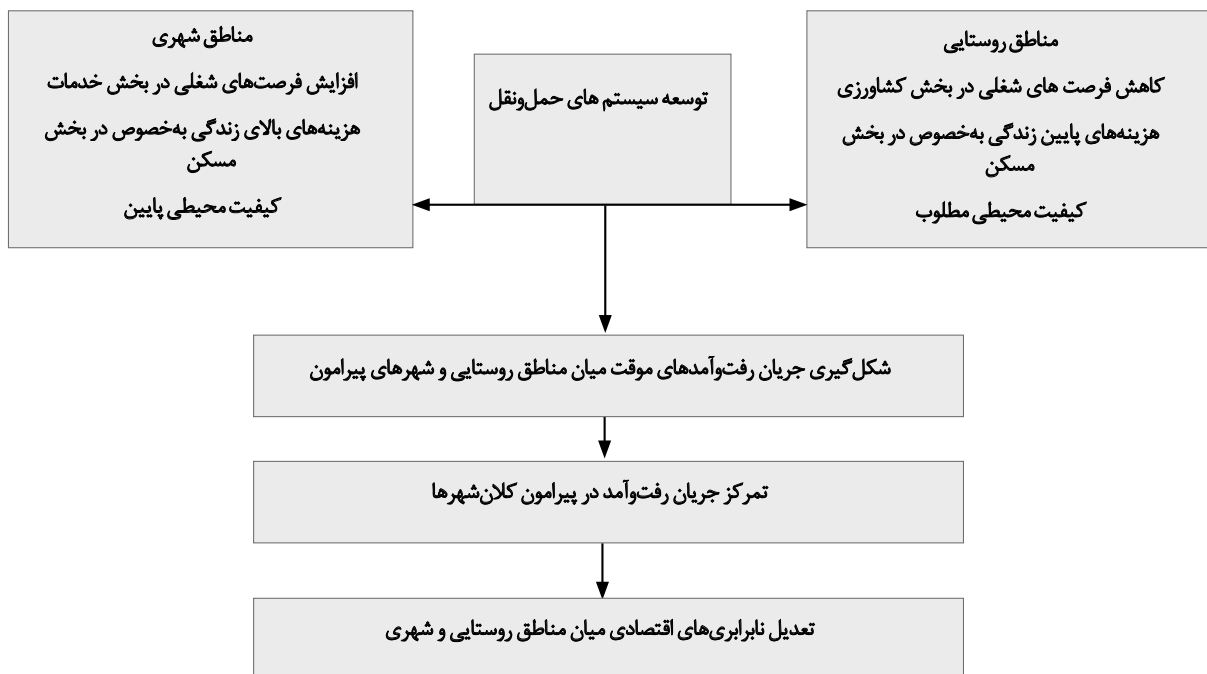 مناطق روستایی
کاهش فرصت های شغلی در بخش کشاورزی
هزینه‌های پایین زندگی به‌خصوص در بخش
مسکن
کیفیت محیطی مطلوب
توسعه سیستم های حمل‌ونقل
مناطق شهری
افزایش فرصت‌های شغلی در بخش خدمات
هزینه‌های بالای زندگی به‌خصوص در بخش
مسکن
کیفیت محیطی پایین
شکل‌گیری جریان رفت‌وآمدهای موقت میان مناطق روستایی و شهرهای پیرامون
تمرکز جریان رفت‌وآمد در پیرامون کلان‌شهرها
تعدیل نابرابری‌های اقتصادی میان مناطق روستایی و شهری